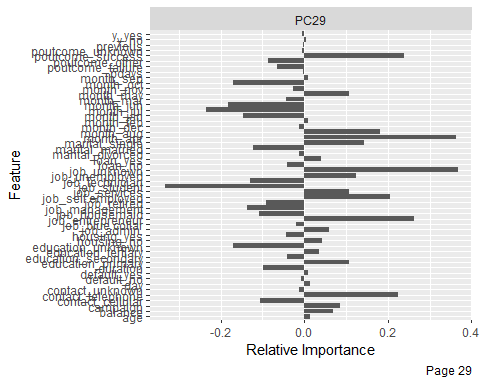 PC29
y_yes
y_no
previous
poutcome_unknown
poutcome_success
poutcome_other
poutcome_failure
pdays
month_sep
month_oct
month_nov
month_may
month_mar
month_jun
month_jul
month_jan
month_feb
month_dec
month_aug
month_apr
marital_single
marital_married
marital_divorced
loan_yes
loan_no
job_unknown
job_unemployed
job_technician
job_student
job_services
job_self.employed
job_retired
job_management
job_housemaid
job_entrepreneur
job_blue.collar
job_admin.
housing_yes
housing_no
education_unknown
education_tertiary
education_secondary
education_primary
duration
default_yes
default_no
day
contact_unknown
contact_telephone
contact_cellular
campaign
balance
age
Feature
-0.2
0.0
0.2
0.4
Relative Importance
Page 29